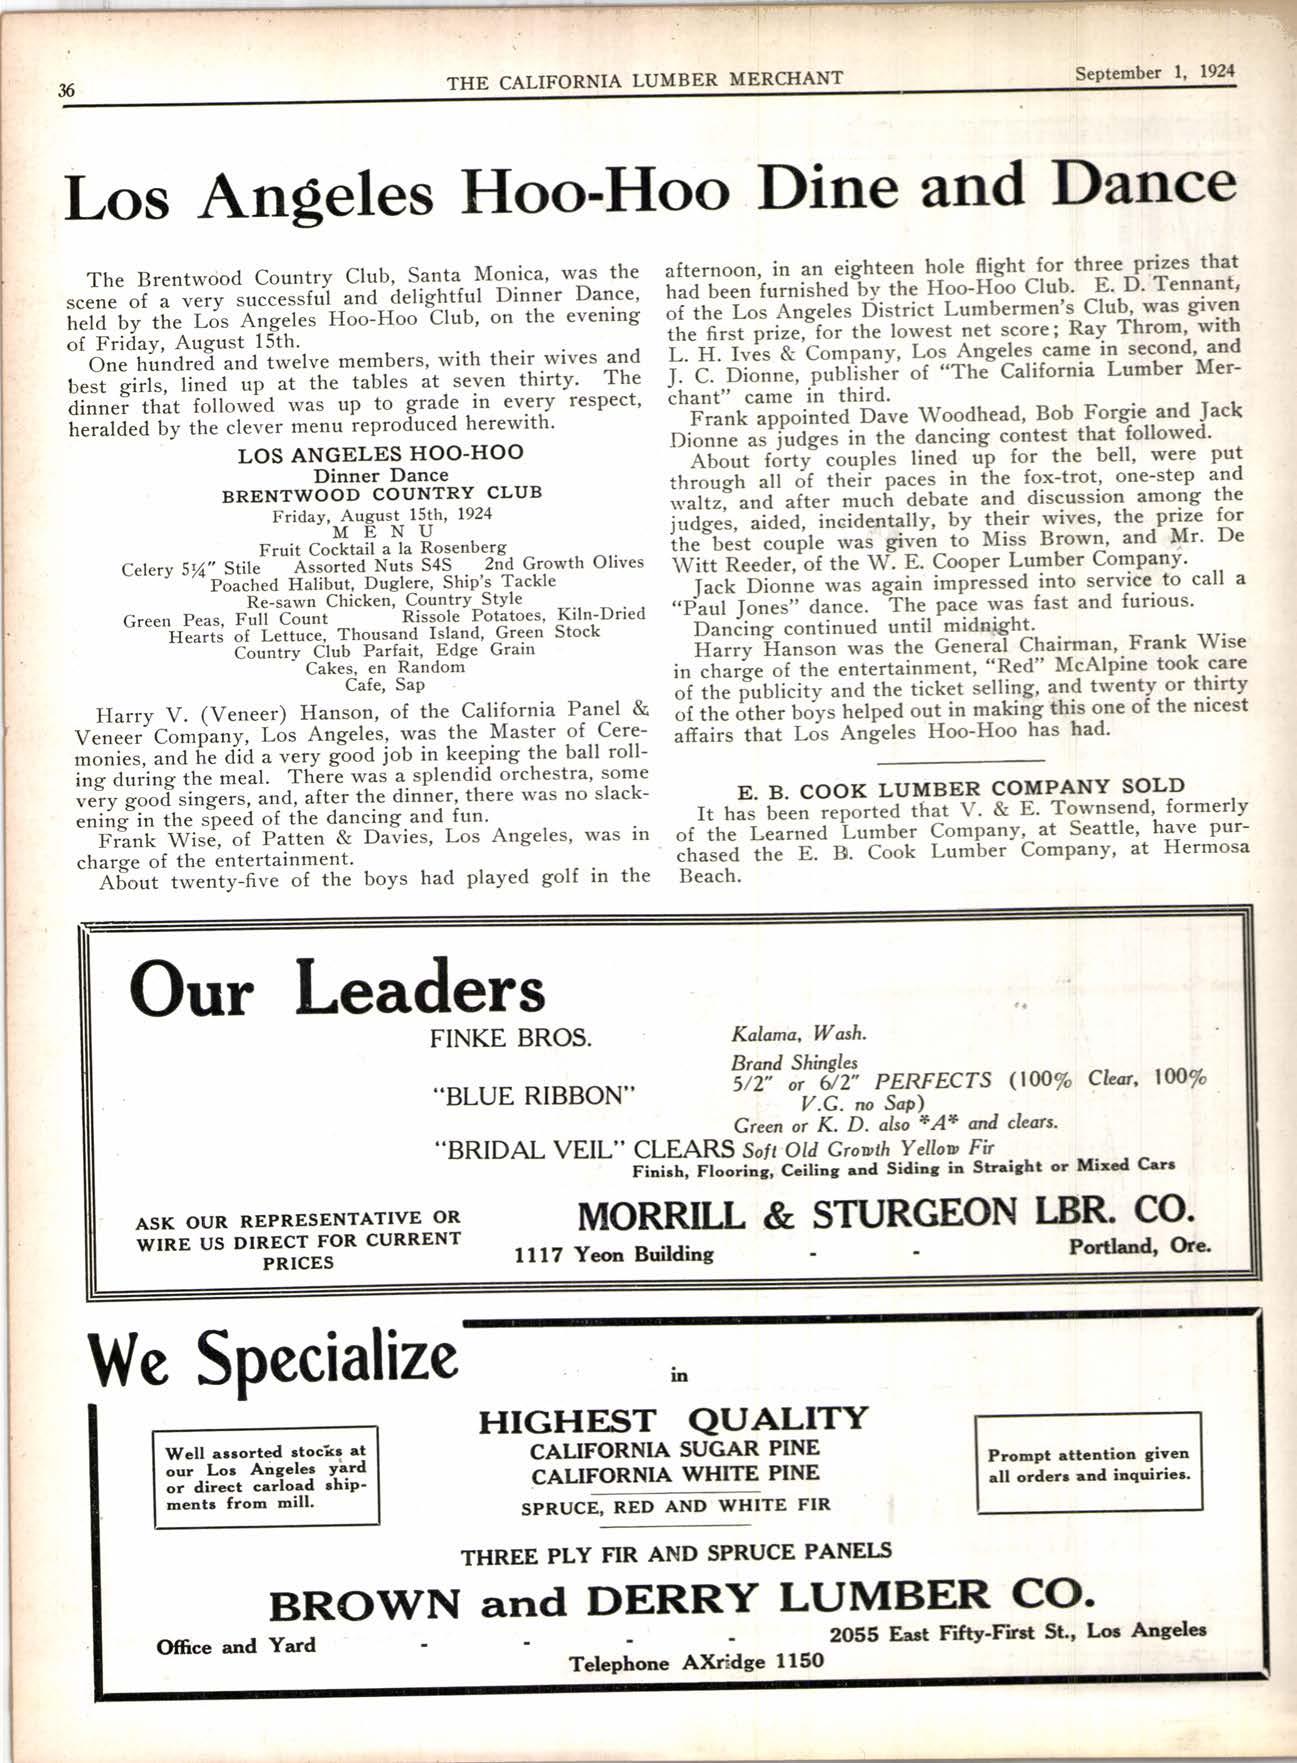 36
THE CALIFORNIA LUMBER MERCHANT
September 1, 1924
Los Angeles Hoo-Hoo Dine and Dance
The Brentwood Country Club, Santa Monica, was the
scene of a very successful and delightful Dinner Dance,
held by the Los Angeles Hoo-Hoo Club, on the evening
of Friday, August 15th.
One hundred and twelve members, with their wives and
best girls, lined up at the tables at seven thirty. The
dinner that followed was up to grade in every respect,
heralded by the clever menu reproduced herewith.
LOS ANGELES HOO-HOO
Dinner Dance
BRENTWOOD COUNTRY CLUB
Friday, August 15th, 1924
M E N U
Fruit Cocktail a la Rosenberg
Celery 5¼" Stile Assorted Nuts S4S 2nd Growth Olives
Poached Halibut, Duglere, Ship's Tackle
Re-sawn Chicken, Country Style
Green Peas, Full Count Rissole Potatoes, Kiln-Dried
Hearts of Lettuce, Thousand Island, Green Stock
Country Club Parfait, Edge Grain
Cakes, en Random
Cafe, Sap
Harry V. (Veneer) Hanson, of the California Panel &
Veneer Company, Los Angeles, was the Master of Cere-
monies, and he did a very good job in keeping the ball roll-
ing during the meal. There was a splendid orchestra, some
very good singers, and, after the dinner, there was no slack-
ening in the speed of the dancing and fun.
Frank Wise, of Patten & Davies, Los Angeles, was in
charge of the entertainment.
About twenty-five of the boys had played golf in the
afternoon, in an eighteen hole flight for three prizes that
had been furnished by the Hoo-Hoo Club. E. D. Tennant,
of the Los Angeles District Lumbermen's Club, was given
the first prize, for the lowest net score; Ray Throm, with
L. H. Ives & Company, Los Angeles came in second, and
J. C. Dionne, publisher of "The California Lumber Mer-
chant" came in third.
Frank appointed Dave Woodhead, Bob Forgie and Jack
Dionne as judges in the dancing contest that followed.
About forty couples lined up for the bell, were put
through all of their paces in the fox-trot, one-step and
waltz, and after much debate and discussion among the
judges, aided, incidentally, by their wives, the prize for
the best couple was given to Miss Brown, and Mr. De
Witt Reeder, of the W. E. Cooper Lumber Company.
Jack Dionne was again impressed into service to call a
"Paul Jones" dance. The pace was fast and furious.
Dancing continued until midnight.
Harry Hanson was the General Chairman, Frank Wise
in charge of the entertainment, "Red" McAlpine took care
of the publicity and the ticket selling, and twenty or thirty
of the other boys helped out in making this one of the nicest
affairs that Los Angeles Hoo-Hoo has had.
E. B. COOK LUMBER COMPANY SOLD
It has been reported that V. & E. Townsend, formerly
of the Learned Lumber Company, at Seattle, have pur-
chased the E. B. Cook Lumber Company, at Hermosa
Beach.
Our Leaders
FINKE BROS. Kalama, Wash.
Brand Shingles
"BLUE RIBBON" 5/2" or 6/2" PERFECTS (100% Clear, 100%
V.G. no Sap)
Green or K. D. also *A* and clears.
"BRIDAL VEIL" CLEARS Soft Old Growth Yellow Fir
Finish, Flooring, Ceiling and Siding in Straight or Mixed Cars
ASK OUR REPRESENTATIVE OR
WIRE US DIRECT FOR CURRENT
PRICES
MORRILL & STURGEON LBR. CO.
1117 Yeon Building - - Portland, Ore.
We Specialize
in
HIGHEST QUALITY
CALIFORNIA SUGAR PINE
CALIFORNIA WHITE PINE
SPRUCE, RED AND WHITE FIR
Well assorted stocks at
our Los Angeles yard
or direct carload ship-
ments from mill.
Prompt attention given
all orders and inquiries.
THREE PLY FIR AND SPRUCE PANELS
BROWN and DERRY LUMBER CO.
Office and Yard - - - - 2055 East Fifty-First St., Los Angeles
Telephone AXridge 1150